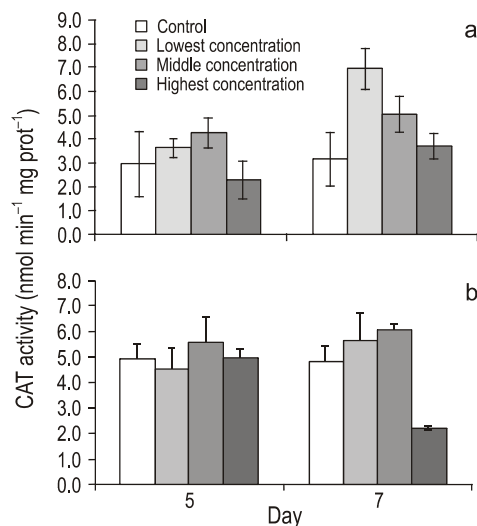 a
Control
Lowest concentration
Middle concentration
Highest concentration
9.0
8.0
7.0
6.0
5.0
4.0
3.0
2.0
1.0
0.0
CAT activity (nmol min⁻¹ mg prot⁻¹)
b
8.0
7.0
6.0
5.0
4.0
3.0
2.0
1.0
0.0
5
7
Day